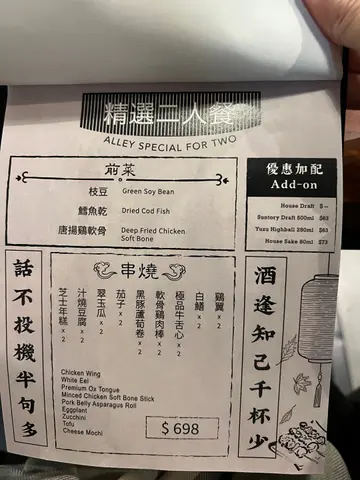 精選二人餐
ALLEY SPECIAL FOR TWO
前菜
枝豆 Green Soy Bean
鱈魚乾 Dried Cod Fish
唐揚鷄軟骨 Deep Fried Chicken Soft Bone
優惠加配
Add-on
House Draft $ --
Suntory Draft 500ml $63
Yuzu Highball 280ml $63
House Sake 80ml $73
話不投機半句多
串燒
鷄翼 x 2
白鱔 x 2
極品牛舌心 x 2
軟骨鷄肉棒 x 2
黑豚蘆荀卷 x 2
茄子 x 2
翠玉瓜 x 2
汁燒豆腐 x 2
芝士年糕 x 2
Chicken Wing
White Eel
Premium Ox Tongue
Minced Chicken Soft Bone Stick
Pork Belly Asparagus Roll
Eggplant
Zucchini
Tofu
Cheese Mochi
$698
酒逢知己千杯少